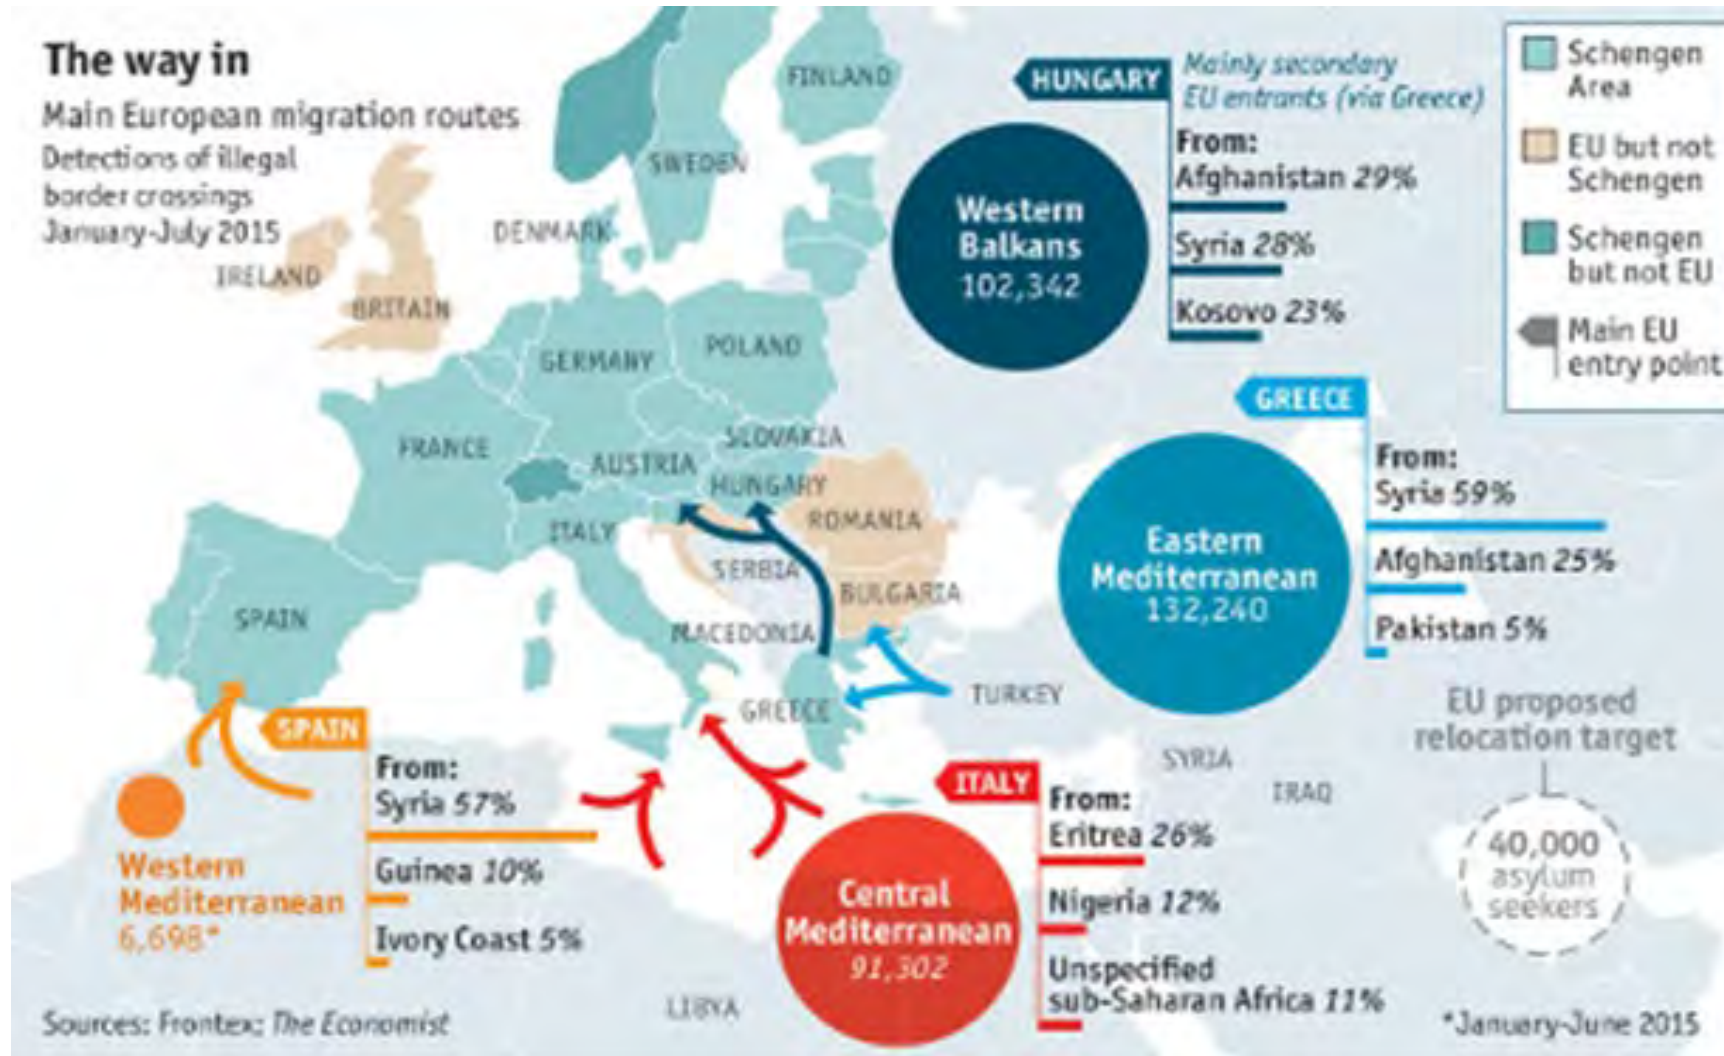 The way in
Main European migration routes
Detections of illegal
border crossings
January-July 2015
FINLAND
SWEDEN
DENMARK
IRELAND
BRITAIN
GERMANY
POLAND
FRANCE
SLOVAKIA
AUSTRIA
HUNGARY
ROMANIA
ITALY
SERBIA
BULGARIA
SPAIN
MACEDONIA
GREECE
TURKEY
SYRIA
IRAQ
LIBYA
HUNGARY
Mainly secondary
EU entrants (via Greece)
Western
Balkans
102,342
From:
Afghanistan 29%
Syria 28%
Kosovo 23%
Schengen
Area
EU but not
Schengen
Schengen
but not EU
Main EU
entry point
GREECE
Eastern
Mediterranean
132,240
From:
Syria 59%
Afghanistan 25%
Pakistan 5%
SPAIN
Western
Mediterranean
6,698*
From:
Syria 57%
Guinea 10%
Ivory Coast 5%
ITALY
Central
Mediterranean
91,302
From:
Eritrea 26%
Nigeria 12%
Unspecified
sub-Saharan Africa 11%
EU proposed
relocation target
40,000
asylum
seekers
Sources: Frontex; The Economist
*January-June 2015